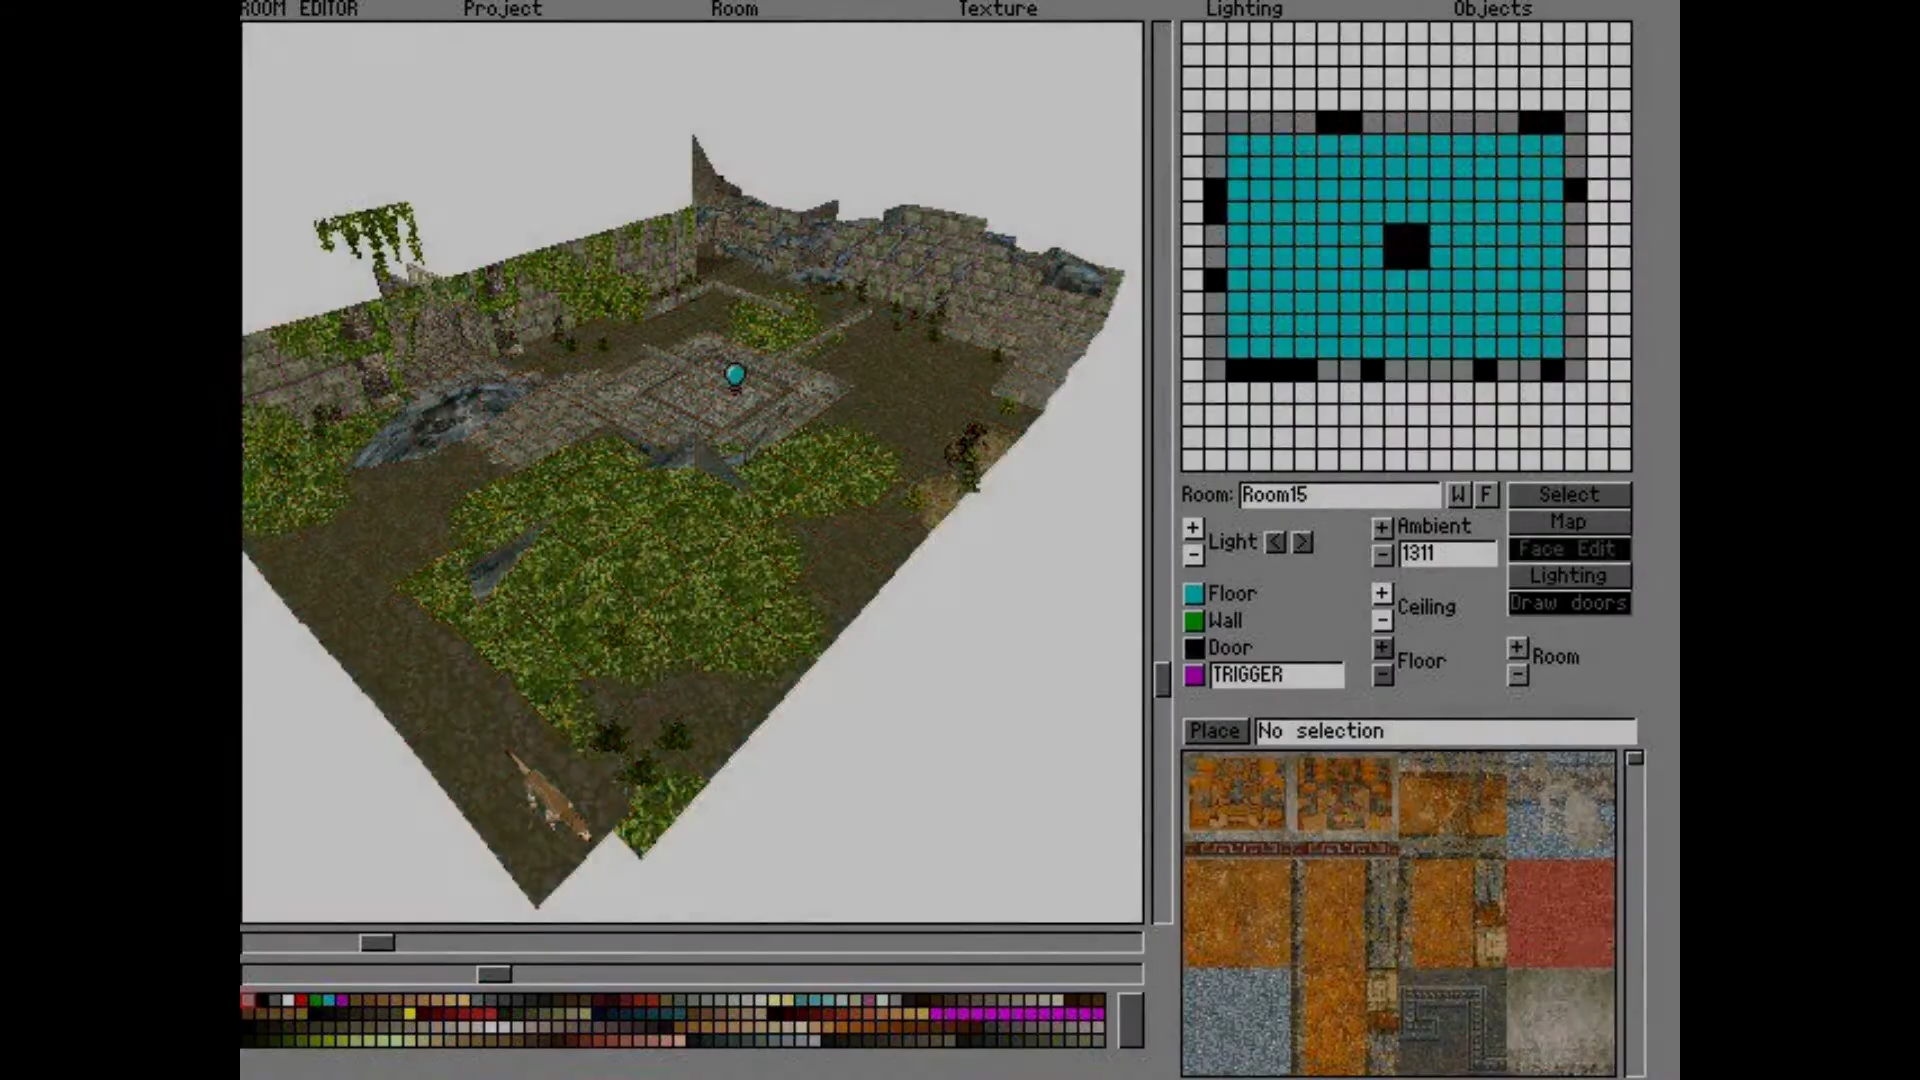 ROOM EDITOR Project Room Texture Lighting Objects
Room: Room15 W F Select
Map
+ Light < > + Ambient
- - 1311 Face Edit
Lighting
Floor + Ceiling Draw doors
Wall -
Door + Floor + Room
TRIGGER - -
Place No selection